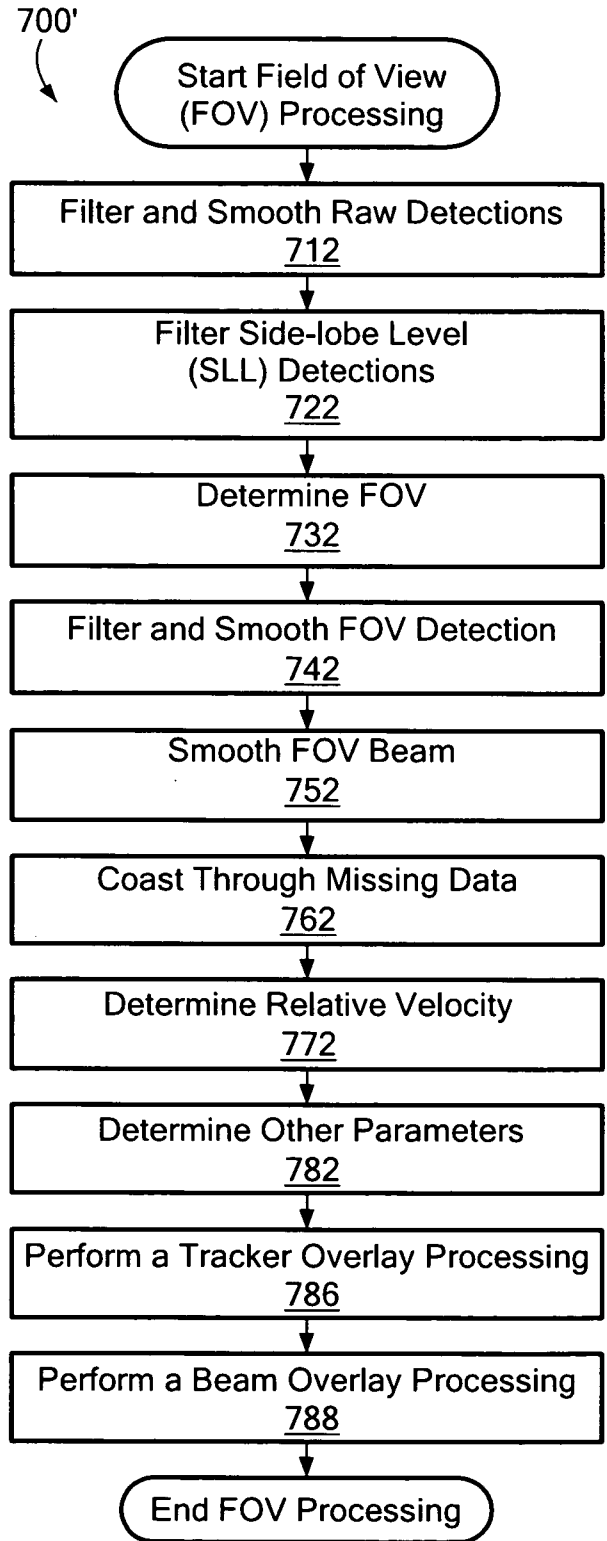 700'
Start Field of View
(FOV) Processing
Filter and Smooth Raw Detections
712
Filter Side-lobe Level
(SLL) Detections
722
Determine FOV
732
Filter and Smooth FOV Detection
742
Smooth FOV Beam
752
Coast Through Missing Data
762
Determine Relative Velocity
772
Determine Other Parameters
782
Perform a Tracker Overlay Processing
786
Perform a Beam Overlay Processing
788
End FOV Processing